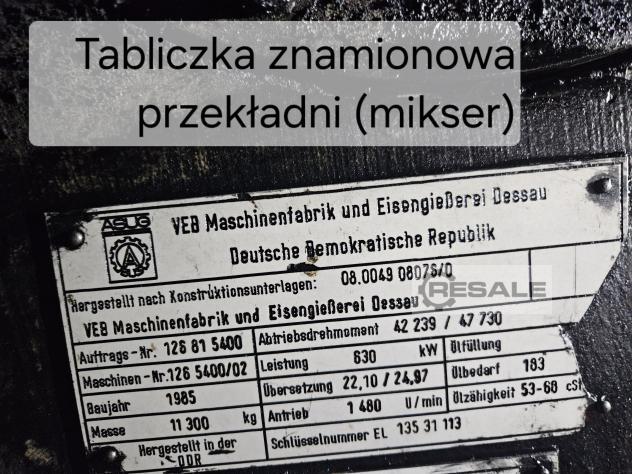 Tabliczka znamionowa
przekładni (mikser)
ASUG
VEB Maschinenfabrik und Eisengießerei Dessau
Deutsche Demokratische Republik
Hergestellt nach Konstruktionsunterlagen: 08.0049 08076/0
RESALE
VEB Maschinenfabrik und Eisengießerei Dessau
Auftrags-Nr. 126 81 5400 Abtriebsdrehmoment 42 239 / 47 730
Maschinen-Nr. 126 5400/02 Leistung 630 kW Ölfüllung
Baujahr 1985 Übersetzung 22,10 / 24,97 Ölbedarf 183
Masse 11 300 kg Antrieb 1 480 U/min Ölzähigkeit 53-68 cSt
Hergestellt in der DDR Schlüsselnummer EL 135 31 113